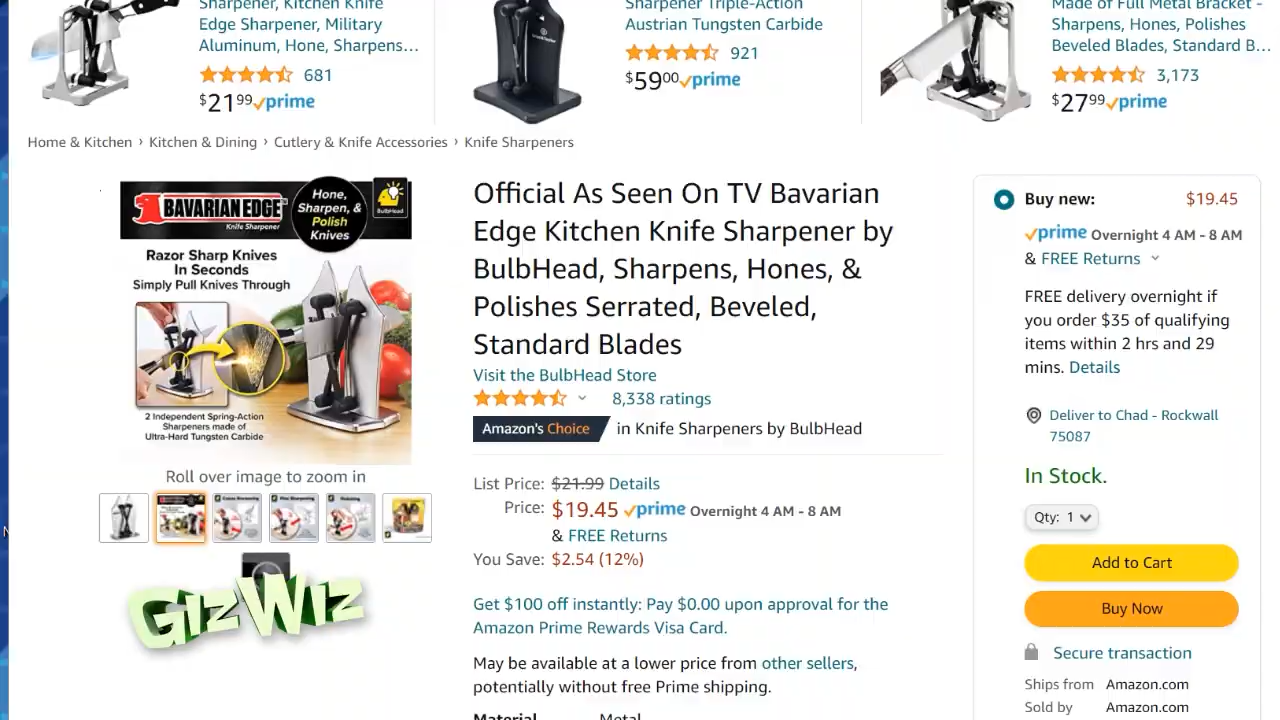 Sharpener, Kitchen Knife
Edge Sharpener, Military
Aluminum, Hone, Sharpens...
681
$21.99 prime
Sharpener Triple-Action
Austrian Tungsten Carbide
921
$59.00 prime
Made of Full Metal Bracket -
Sharpens, Hones, Polishes
Beveled Blades, Standard B...
3,173
$27.99 prime
Home & Kitchen › Kitchen & Dining › Cutlery & Knife Accessories › Knife Sharpeners
BAVARIAN EDGE™
Knife Sharpener
Hone,
Sharpen, &
Polish
Knives
BulbHead
Razor Sharp Knives
In Seconds
Simply Pull Knives Through
2 Independent Spring-Action
Sharpeners made of
Ultra-Hard Tungsten Carbide
Roll over image to zoom in
GizWiz
Official As Seen On TV Bavarian
Edge Kitchen Knife Sharpener by
BulbHead, Sharpens, Hones, &
Polishes Serrated, Beveled,
Standard Blades
Visit the BulbHead Store
8,338 ratings
Amazon's Choice in Knife Sharpeners by BulbHead
List Price: $21.99 Details
Price: $19.45 prime Overnight 4 AM - 8 AM
& FREE Returns
You Save: $2.54 (12%)
Get $100 off instantly: Pay $0.00 upon approval for the
Amazon Prime Rewards Visa Card.
May be available at a lower price from other sellers,
potentially without free Prime shipping.
Material Metal
Buy new: $19.45
prime Overnight 4 AM - 8 AM
& FREE Returns
FREE delivery overnight if
you order $35 of qualifying
items within 2 hrs and 29
mins. Details
Deliver to Chad - Rockwall
75087
In Stock.
Qty: 1
Add to Cart
Buy Now
Secure transaction
Ships from Amazon.com
Sold by Amazon.com